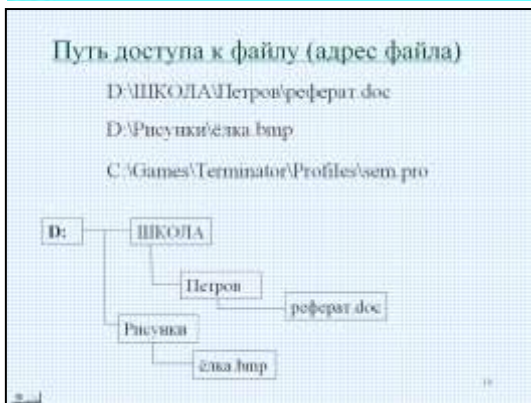 Путь доступа к файлу (адрес файла)
D:\ШКОЛА\Петров\реферат.doc
D:\Рисунки\ёлка.bmp
C:\Games\Terminator\Profiles\sem.pro
D:
ШКОЛА
Петров
реферат.doc
Рисунки
ёлка.bmp